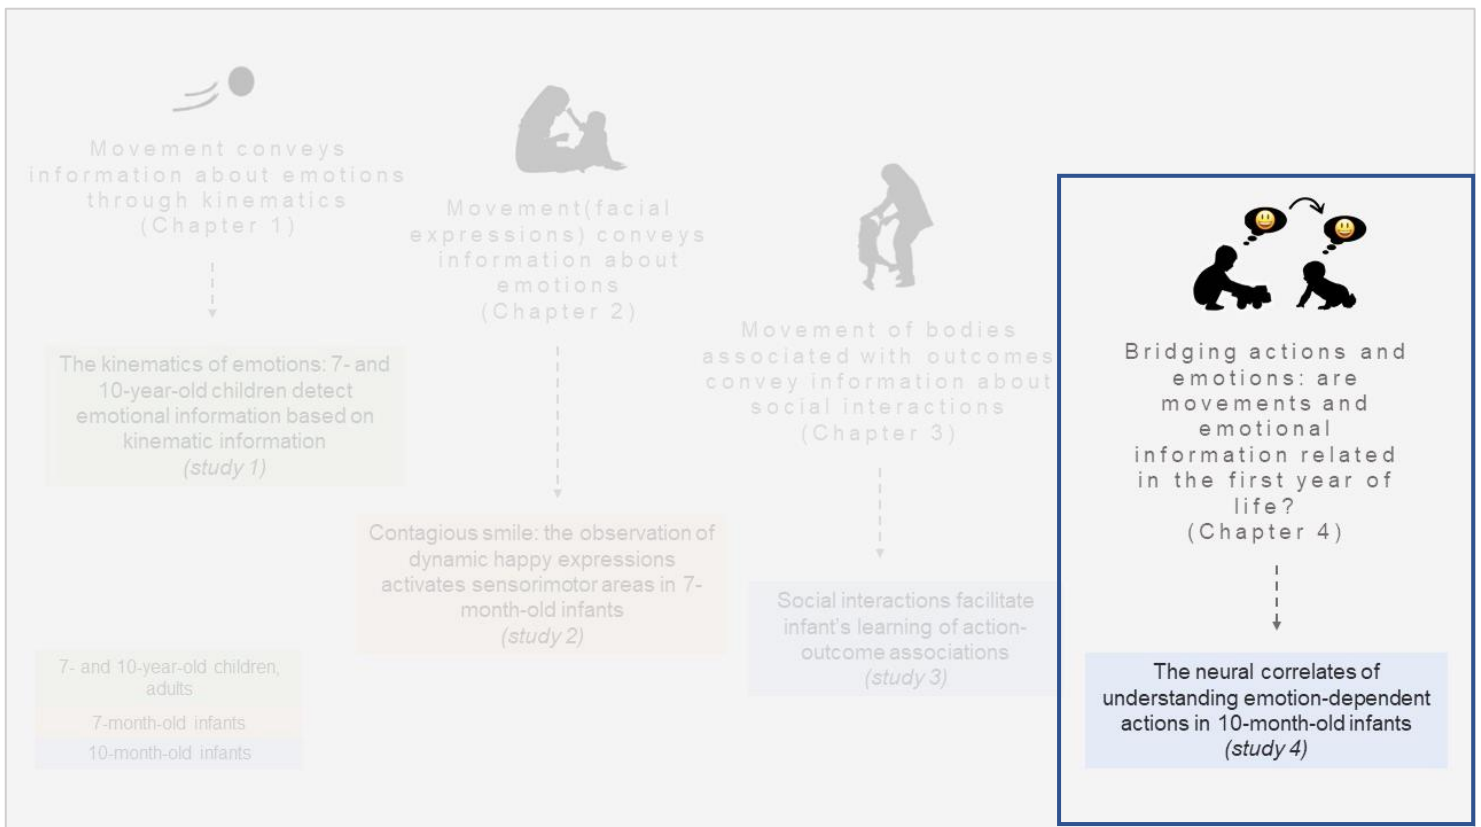 Movement conveys
information about emotions
through kinematics
(Chapter 1)
The kinematics of emotions: 7- and
10-year-old children detect
emotional information based on
kinematic information
(study 1)
Movement(facial
expressions) conveys
information about
emotions
(Chapter 2)
Contagious smile: the observation of
dynamic happy expressions
activates sensorimotor areas in 7-
month-old infants
(study 2)
Movement of bodies
associated with outcomes
convey information about
social interactions
(Chapter 3)
Social interactions facilitate
infant's learning of action-
outcome associations
(study 3)
Bridging actions and
emotions: are
movements and
emotional
information related
in the first year of
life?
(Chapter 4)
The neural correlates of
understanding emotion-dependent
actions in 10-month-old infants
(study 4)
7- and 10-year-old children,
adults
7-month-old infants
10-month-old infants